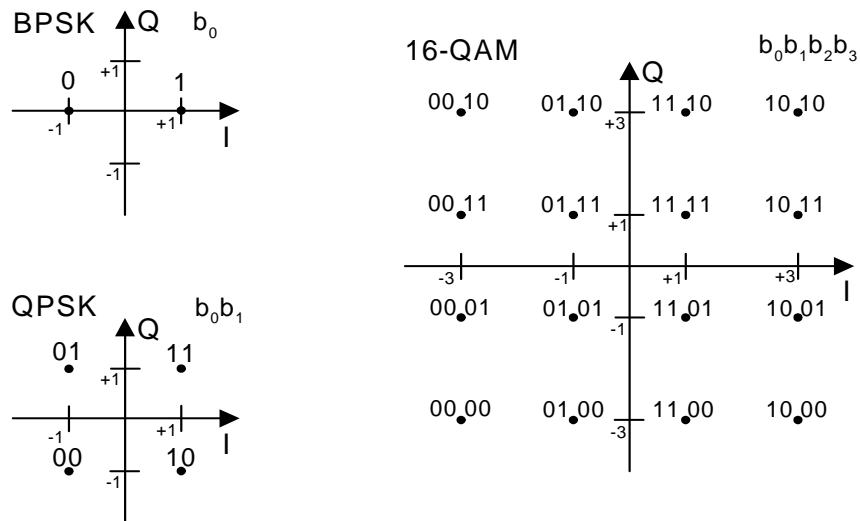 BPSK Q b₀
+1
0 1
-1 +1 I
-1
QPSK b₀b₁
Q
01 11
+1
-1 +1 I
00 10
-1
16-QAM b₀b₁b₂b₃
Q
00 10 01 10 11 10 10 10
+3
00 11 01 11 11 11 10 11
+1
-3 -1 +1 +3 I
00 01 01 01 11 01 10 01
-1
00 00 01 00 11 00 10 00
-3